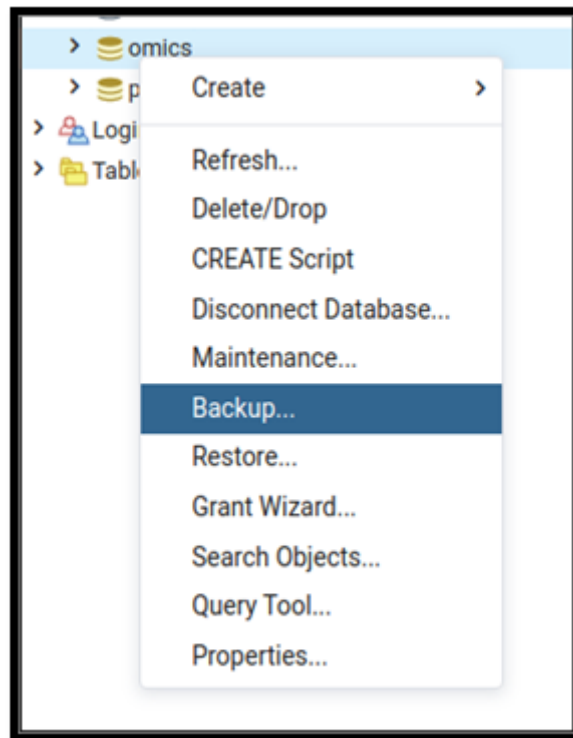 omics
p
Create
Logi
Refresh...
Tabl
Delete/Drop
CREATE Script
Disconnect Database...
Maintenance...
Backup...
Restore...
Grant Wizard...
Search Objects...
Query Tool...
Properties...